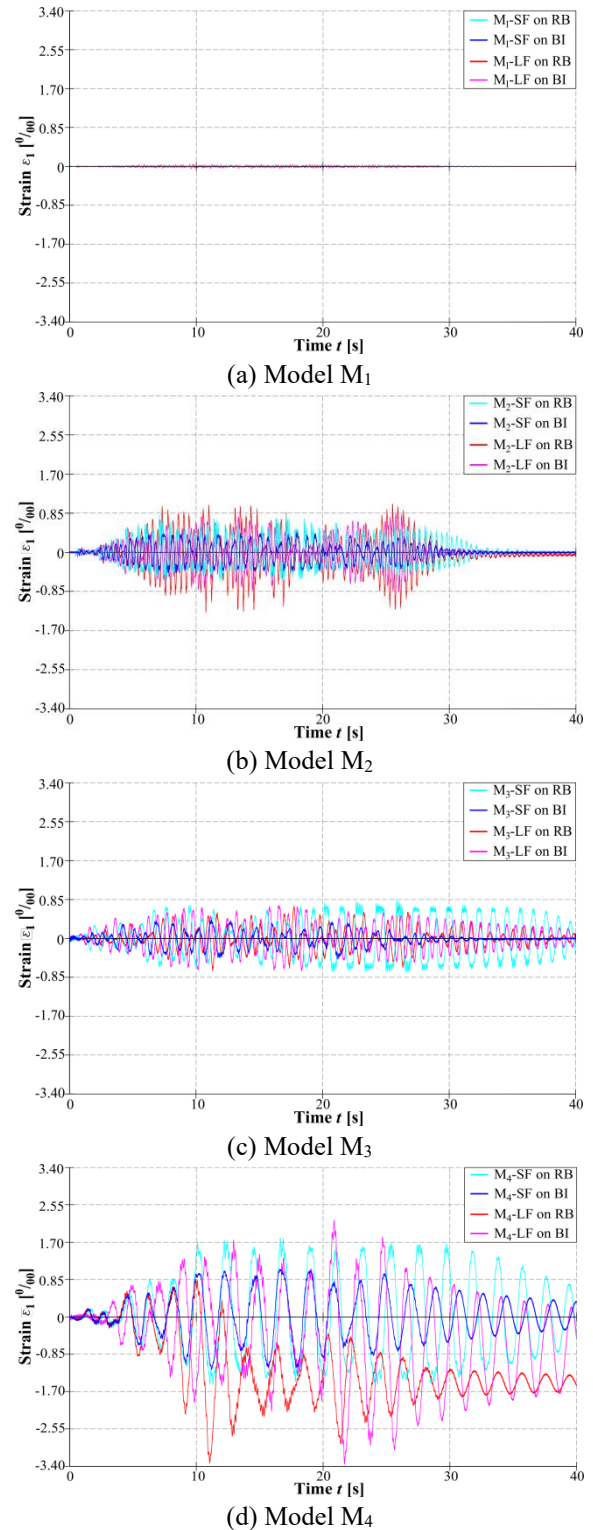 3.40
2.55
1.70
0.85
0
-0.85
-1.70
-2.55
-3.40
Strain ε₁ [⁰/₀₀]
M₁-SF on RB
M₁-SF on BI
M₁-LF on RB
M₁-LF on BI
0 10 20 30 40
Time t [s]
(a) Model M₁
3.40
2.55
1.70
0.85
0
-0.85
-1.70
-2.55
-3.40
Strain ε₁ [⁰/₀₀]
M₂-SF on RB
M₂-SF on BI
M₂-LF on RB
M₂-LF on BI
0 10 20 30 40
Time t [s]
(b) Model M₂
3.40
2.55
1.70
0.85
0
-0.85
-1.70
-2.55
-3.40
Strain ε₁ [⁰/₀₀]
M₃-SF on RB
M₃-SF on BI
M₃-LF on RB
M₃-LF on BI
0 10 20 30 40
Time t [s]
(c) Model M₃
3.40
2.55
1.70
0.85
0
-0.85
-1.70
-2.55
-3.40
Strain ε₁ [⁰/₀₀]
M₄-SF on RB
M₄-SF on BI
M₄-LF on RB
M₄-LF on BI
0 10 20 30 40
Time t [s]
(d) Model M₄